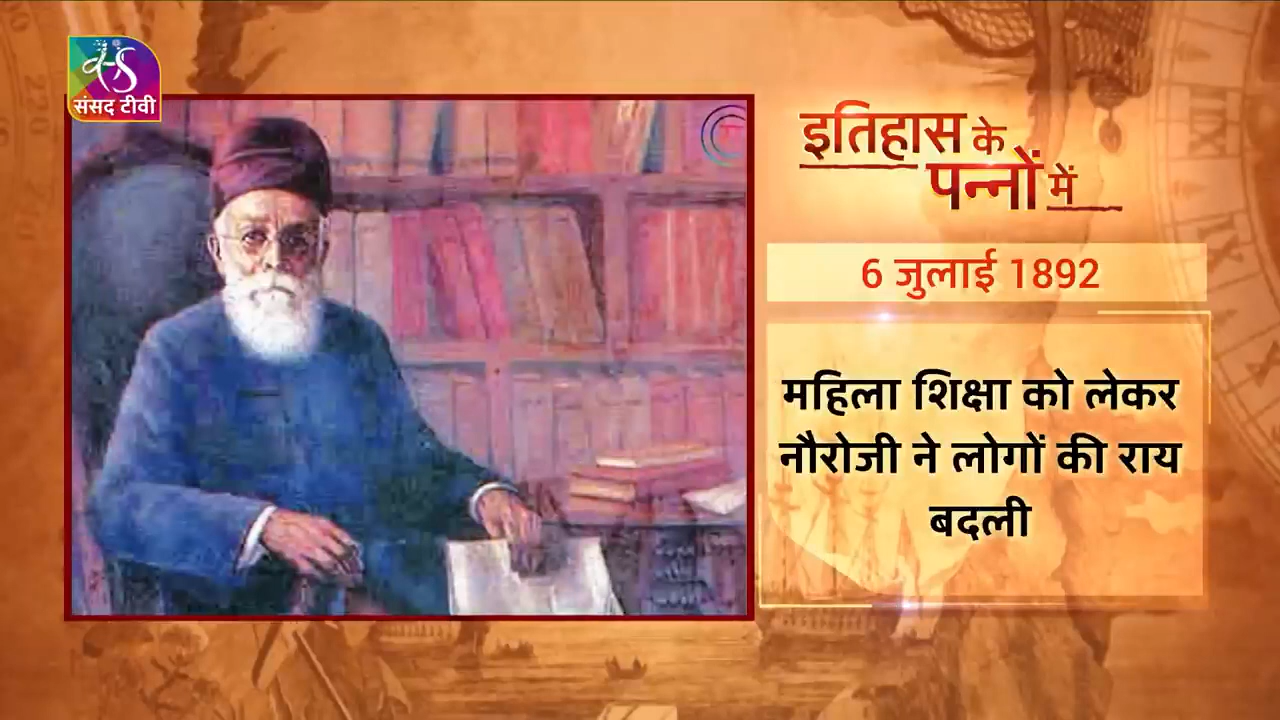 संसद टीवी
इतिहास के
पन्नों में
6 जुलाई 1892
महिला शिक्षा को लेकर
नौरोजी ने लोगों की राय
बदली